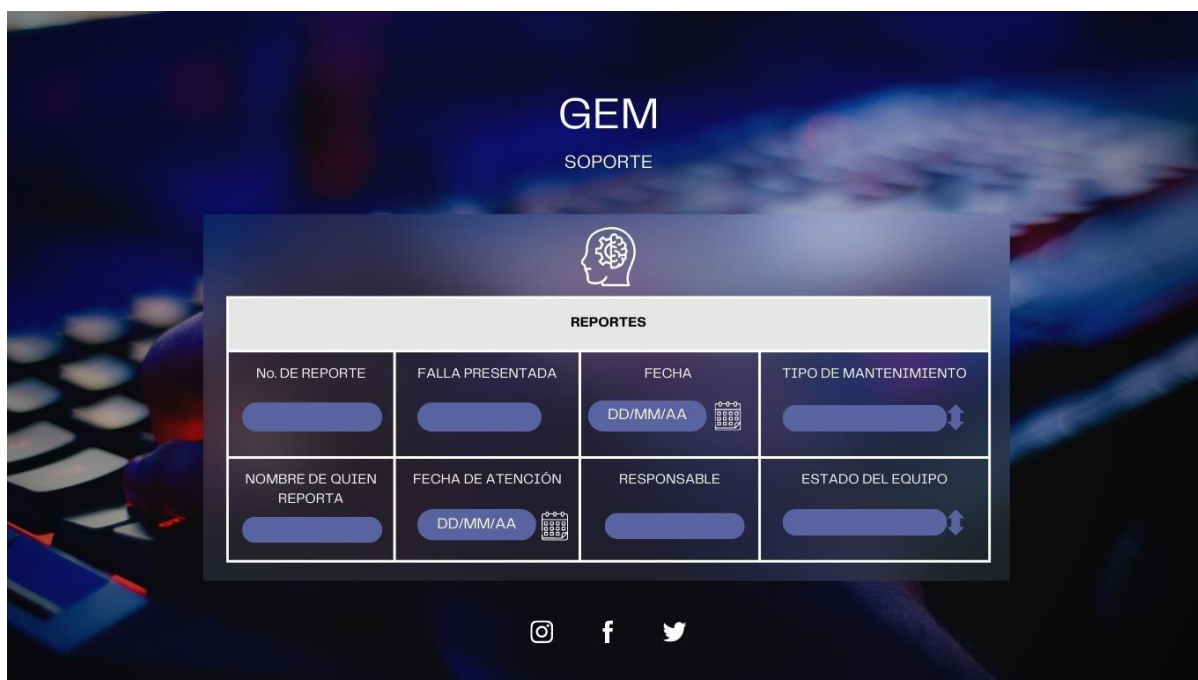 GEM
SOPORTE
REPORTES
No. DE REPORTE
FALLA PRESENTADA
FECHA
DD/MM/AA
TIPO DE MANTENIMIENTO
NOMBRE DE QUIEN
REPORTA
FECHA DE ATENCIÓN
DD/MM/AA
RESPONSABLE
ESTADO DEL EQUIPO